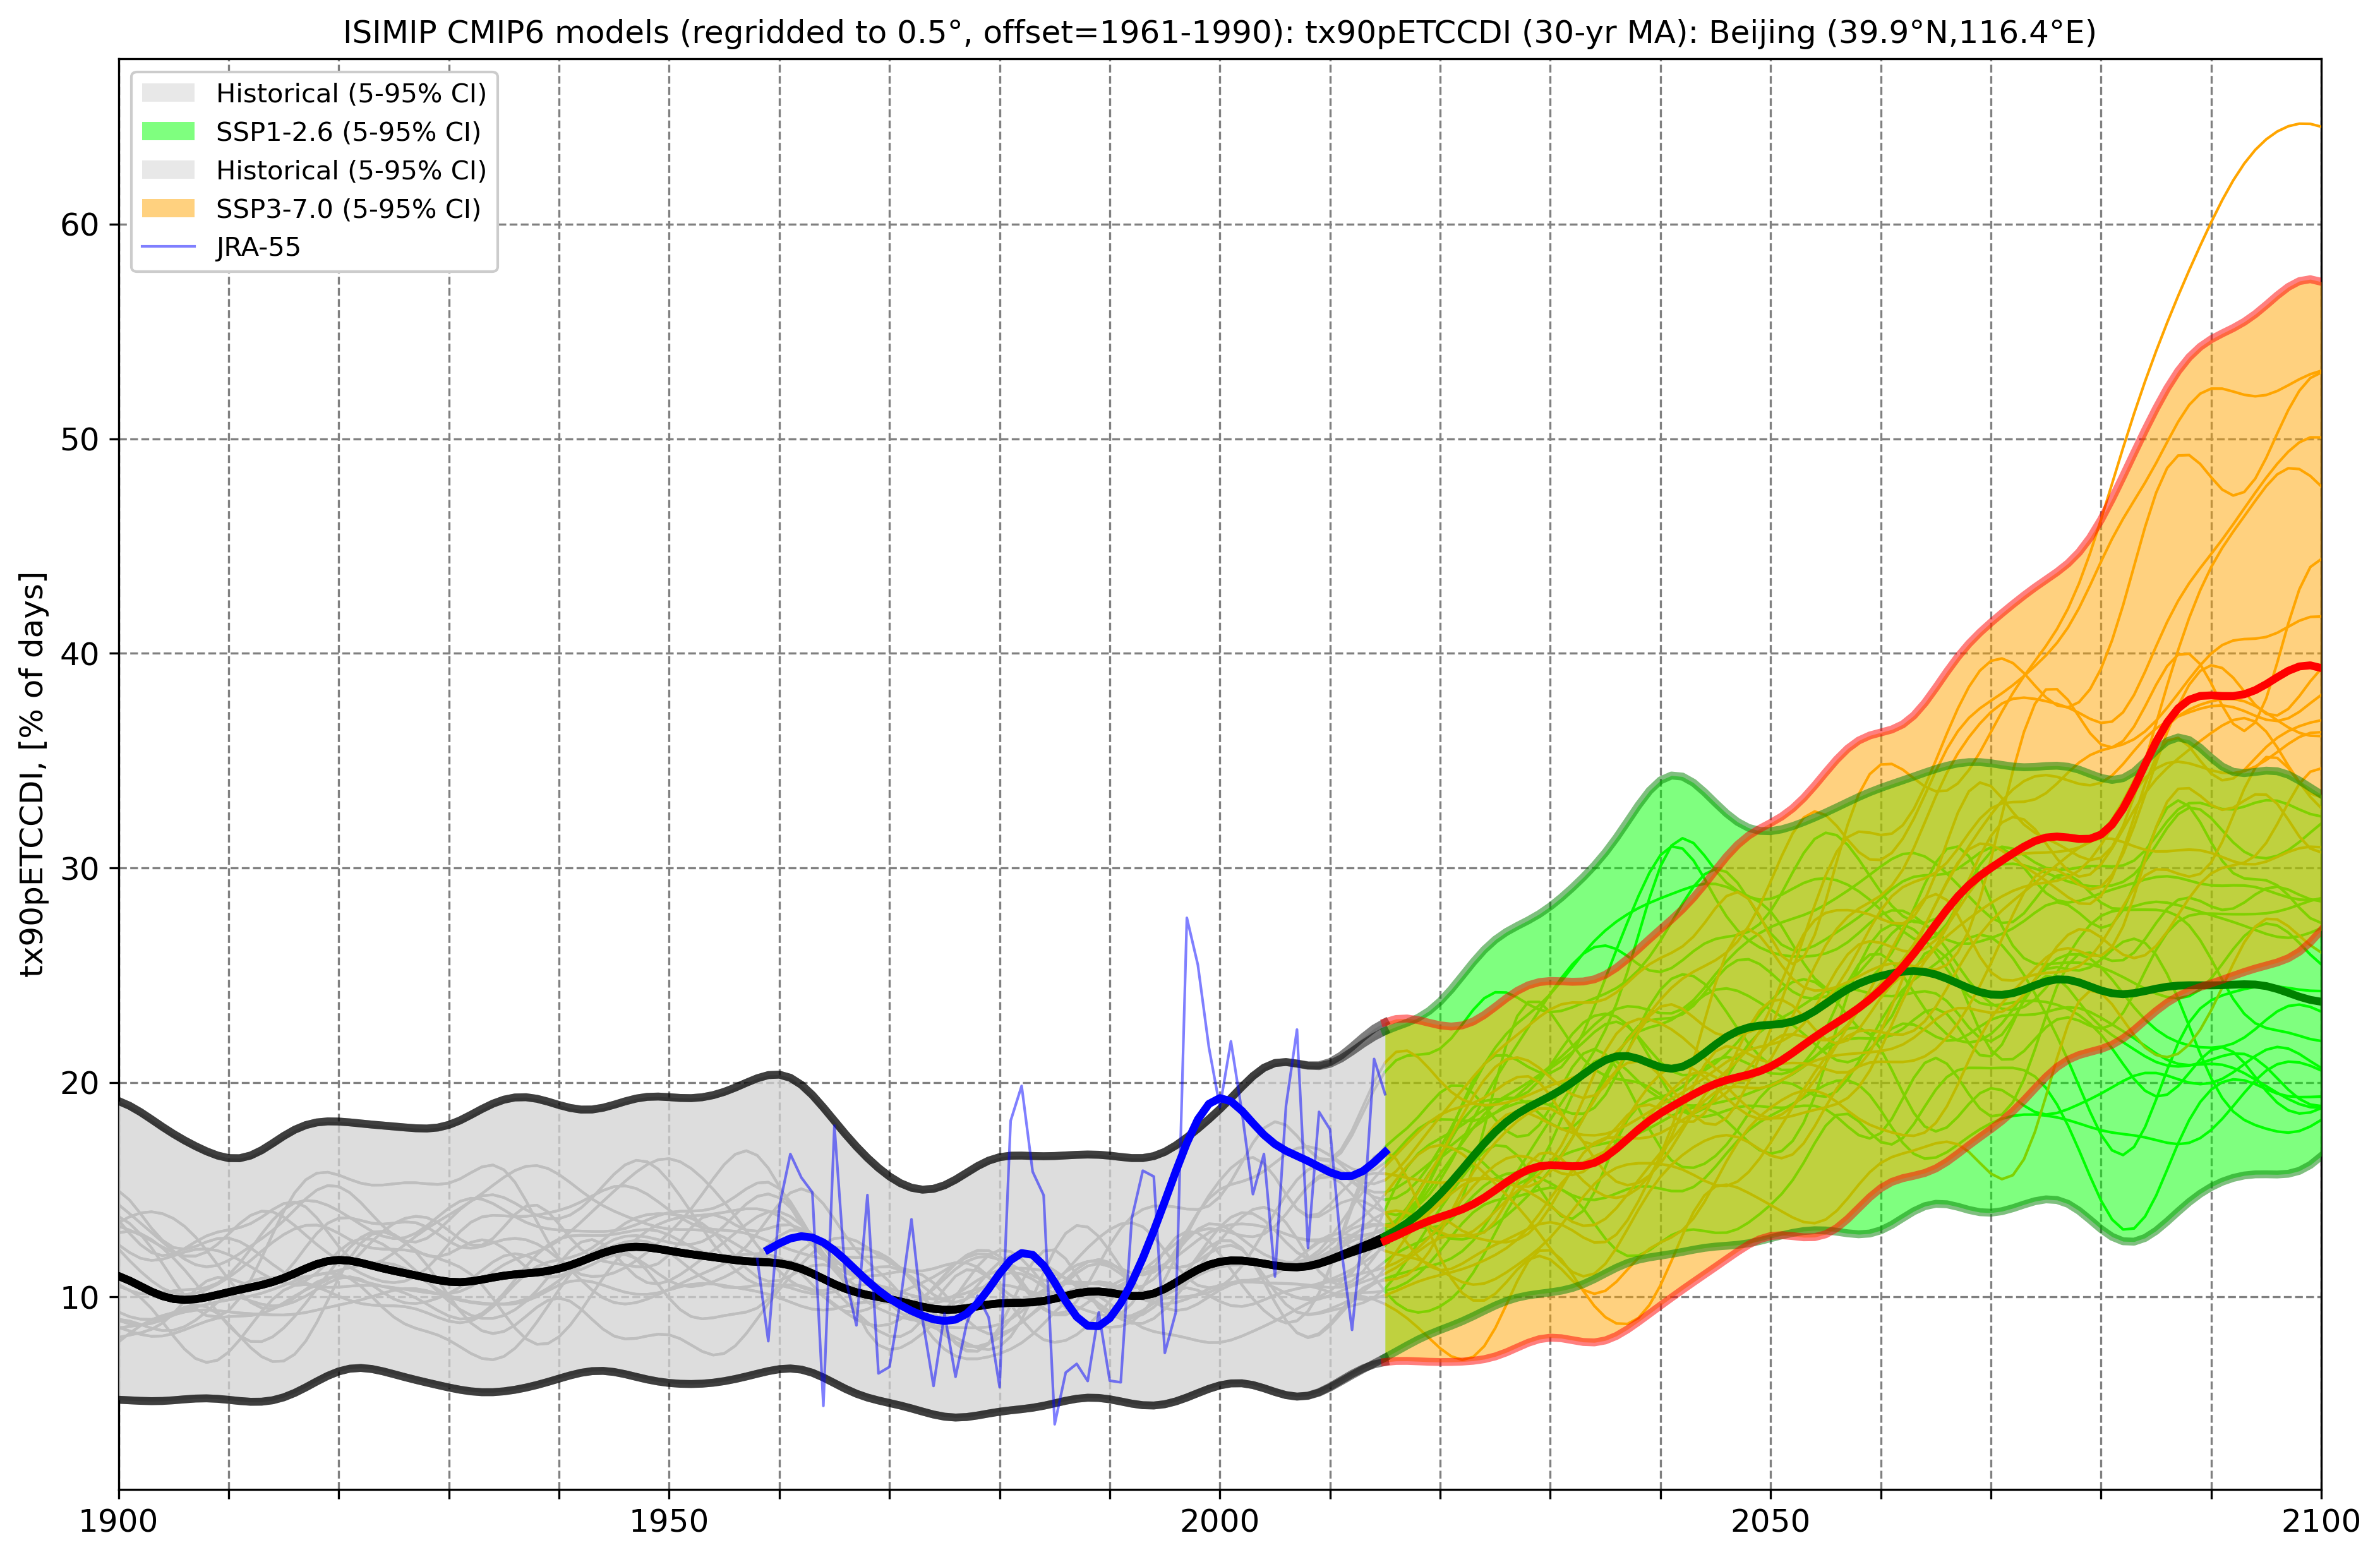 ISIMIP CMIP6 models (regridded to 0.5°, offset=1961-1990): tx90pETCCDI (30-yr MA): Beijing (39.9°N,116.4°E)
Historical (5-95% CI)
SSP1-2.6 (5-95% CI)
Historical (5-95% CI)
SSP3-7.0 (5-95% CI)
JRA-55
tx90pETCCDI, [% of days]
60
50
40
30
20
10
1900
1950
2000
2050
2100